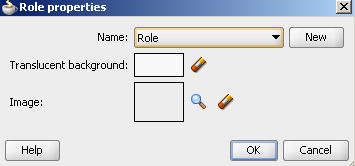 Role properties
Name: Role New
Translucent background:
Image:
Help OK Cancel